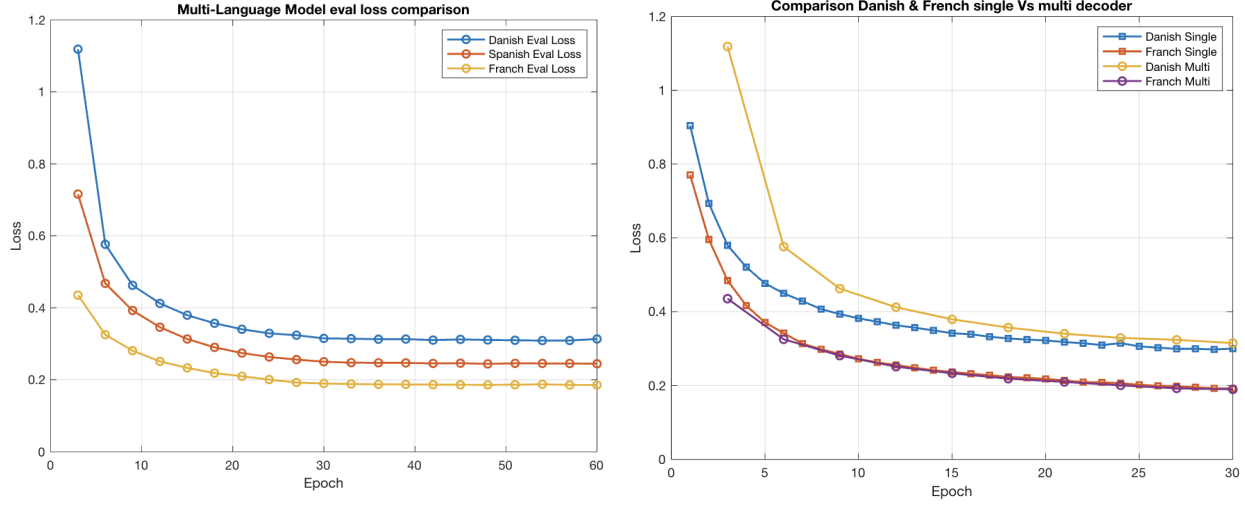 Multi-Language Model eval loss comparison
1.2
1
0.8
0.6
0.4
0.2
0
Loss
0
10
20
30
40
50
60
Epoch
Danish Eval Loss
Spanish Eval Loss
Franch Eval Loss
Comparison Danish & French single Vs multi decoder
1.2
1
0.8
0.6
0.4
0.2
0
Loss
0
5
10
15
20
25
30
Epoch
Danish Single
Franch Single
Danish Multi
Franch Multi